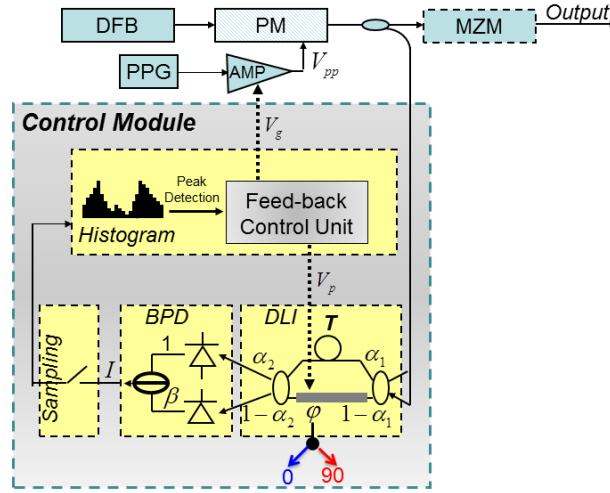 DFB
PM
MZM
Output
PPG
AMP
V_pp
Control Module
V_g
Peak
Detection
Feed-back
Control Unit
Histogram
V_p
Sampling
I
BPD
1
β
DLI
T
α_2
α_1
1-α_2
φ
1-α_1
0
90